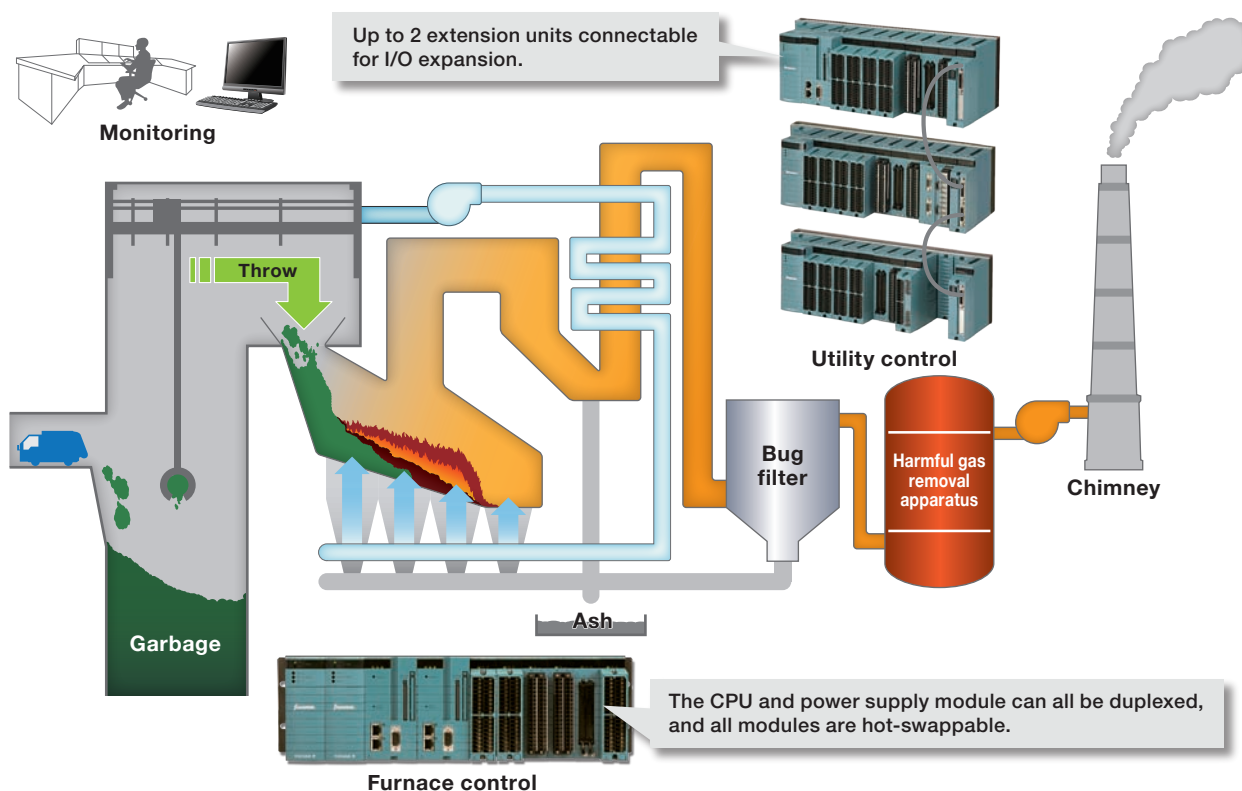 Up to 2 extension units connectable
for I/O expansion.
Monitoring
Throw
Utility control
Bug
filter
Harmful gas
removal
apparatus
Chimney
Garbage
Ash
The CPU and power supply module can all be duplexed,
and all modules are hot-swappable.
Furnace control